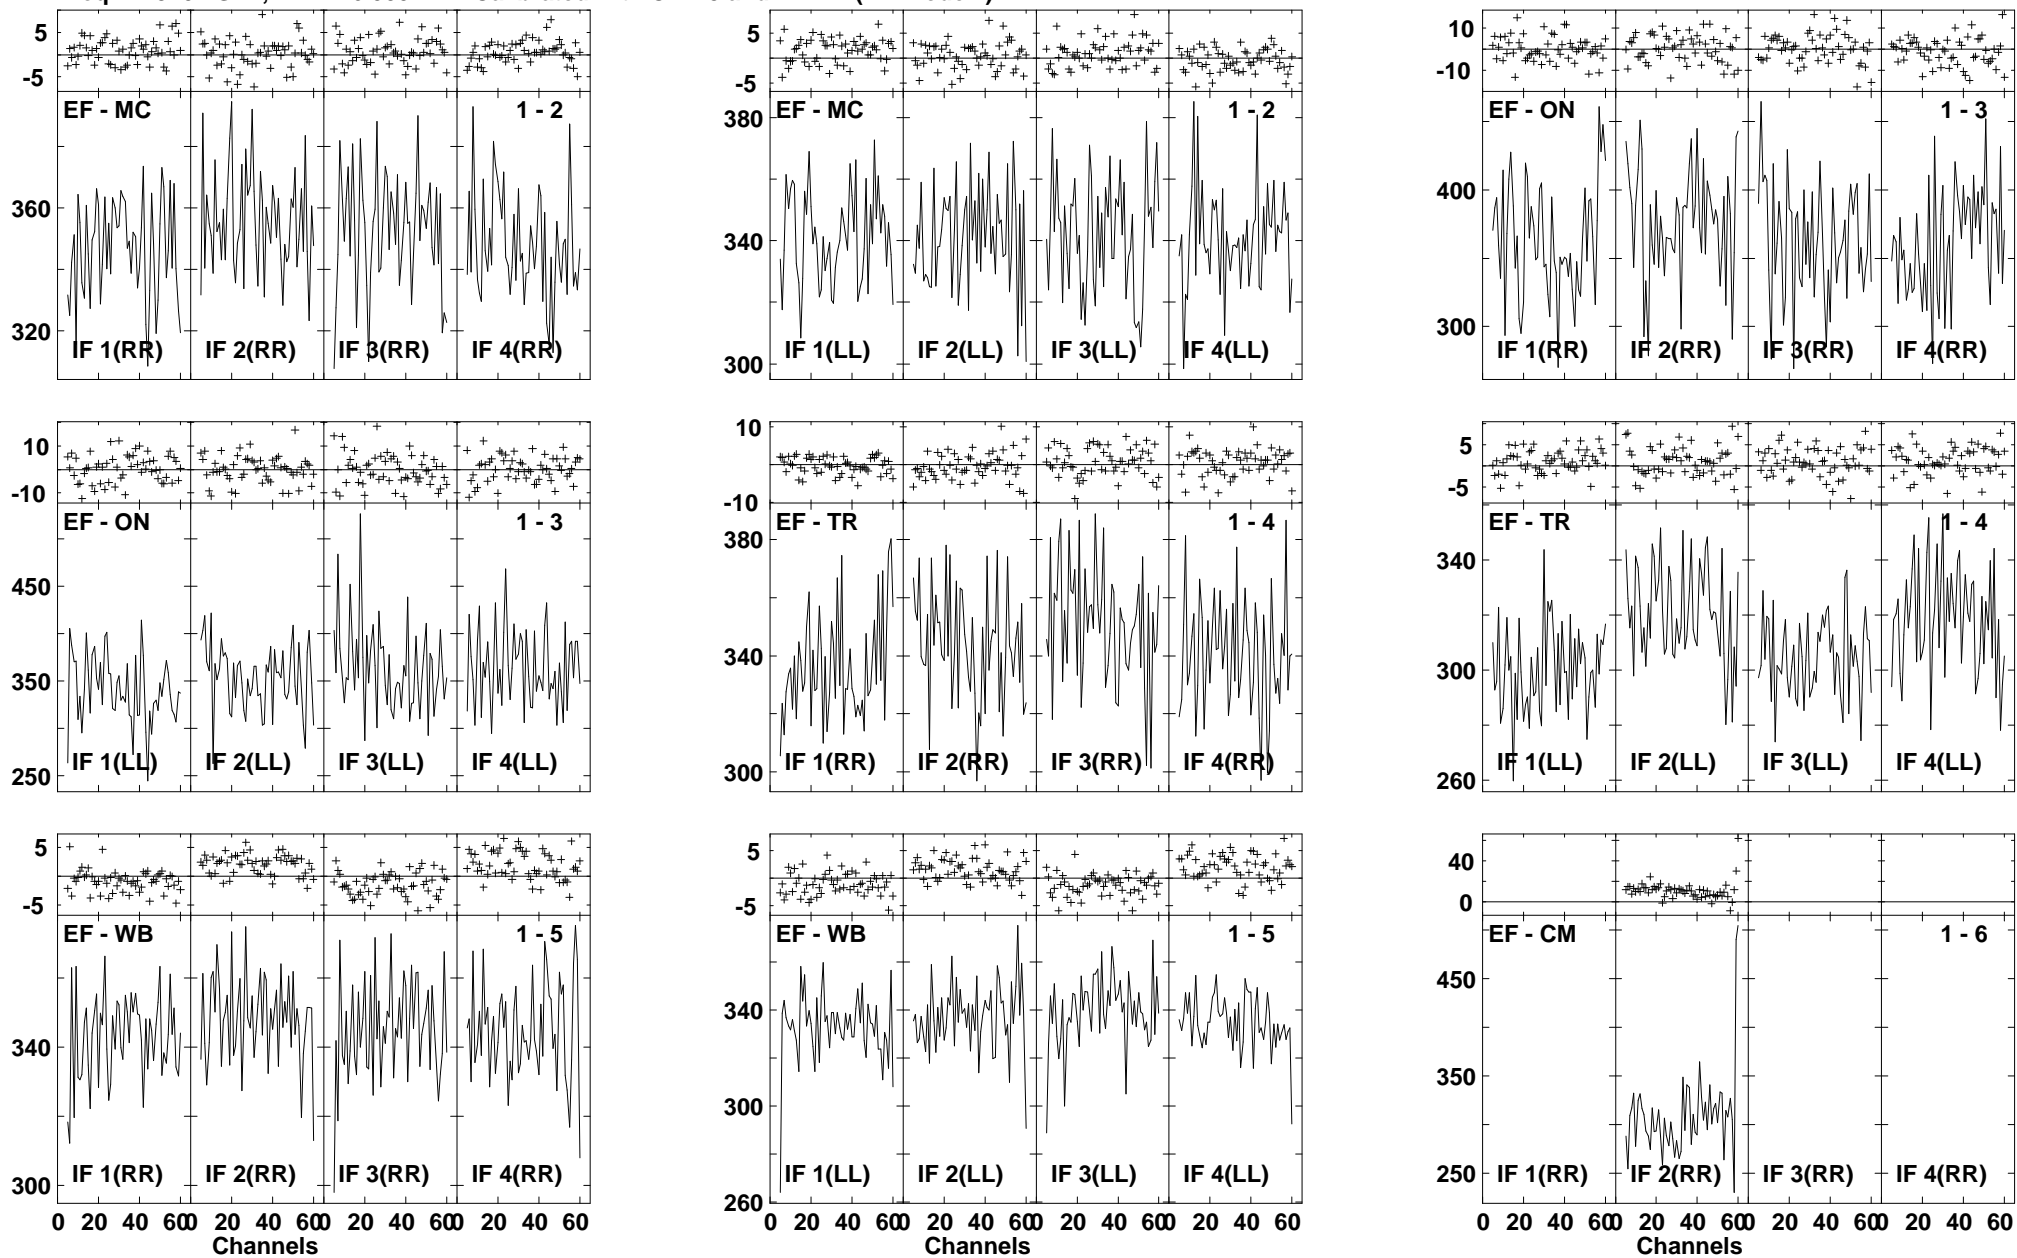 5 5 10
-5 -5 -10
EF - MC 1 - 2 EF - MC 1 - 2 EF - ON 1 - 3
380
360 400
340
320 300
300
IF 1(RR) IF 2(RR) IF 3(RR) IF 4(RR) IF 1(LL) IF 2(LL) IF 3(LL) IF 4(LL) IF 1(RR) IF 2(RR) IF 3(RR) IF 4(RR)
10 10 5
-10 -10 -5
EF - ON 1 - 3 EF - TR 1 - 4 EF - TR 1 - 4
450 380 340
350 340 300
250 300 260
IF 1(LL) IF 2(LL) IF 3(LL) IF 4(LL) IF 1(RR) IF 2(RR) IF 3(RR) IF 4(RR) IF 1(LL) IF 2(LL) IF 3(LL) IF 4(LL)
5 5 40
-5 -5 0
EF - WB 1 - 5 EF - WB 1 - 5 EF - CM 1 - 6
340 340 450
300 350
300 260 250
IF 1(RR) IF 2(RR) IF 3(RR) IF 4(RR) IF 1(LL) IF 2(LL) IF 3(LL) IF 4(LL) IF 1(RR) IF 2(RR) IF 3(RR) IF 4(RR)
0 20 40 60 0 20 40 60 0 20 40 60 0 20 40 60 0 20 40 60 0 20 40 60 0 20 40 60 0 20 40 60 0 20 40 60 0 20 40 60 0 20 40 60 0 20 40 60
Channels Channels